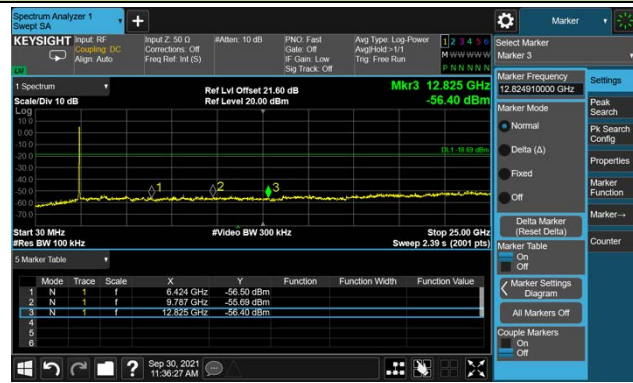 Spectrum Analyzer 1
Swept SA
Marker
KEYSIGHT Input: RF Input Z: 50 Ω #Atten: 10 dB PNO: Fast Avg Type: Log-Power 1 2 3 4 5 6
Coupling: DC Corrections: Off Gate: Off Avg|Hold:>1/1 M W W W W W
Align: Auto Freq Ref: Int (S) IF Gain: Low Trig: Free Run
Sig Track: Off P N N N N N
Select Marker
Marker 3
1 Spectrum
Scale/Div 10 dB
Ref Lvl Offset 21.60 dB
Ref Level 20.00 dBm
Mkr3 12.825 GHz
-56.40 dBm
Log
10.0
0.00
-10.0
-20.0
-30.0
-40.0
-50.0
-60.0
-70.0
DL1 -18.69 dBm
1
2
3
Start 30 MHz #Video BW 300 kHz Stop 25.00 GHz
#Res BW 100 kHz Sweep 2.39 s (2001 pts)
5 Marker Table
Mode Trace Scale X Y Function Function Width Function Value
1 N 1 f 6.424 GHz -56.50 dBm
2 N 1 f 9.787 GHz -55.69 dBm
3 N 1 f 12.825 GHz -56.40 dBm
4
5
6
Marker Frequency
12.824910000 GHz
Marker Mode
Normal
Delta (Δ)
Fixed
Off
Delta Marker
(Reset Delta)
Marker Table
On
Off
Marker Settings
Diagram
All Markers Off
Couple Markers
On
Off
Settings
Peak
Search
Pk Search
Config
Properties
Marker
Function
Marker→
Counter
Sep 30, 2021
11:36:27 AM